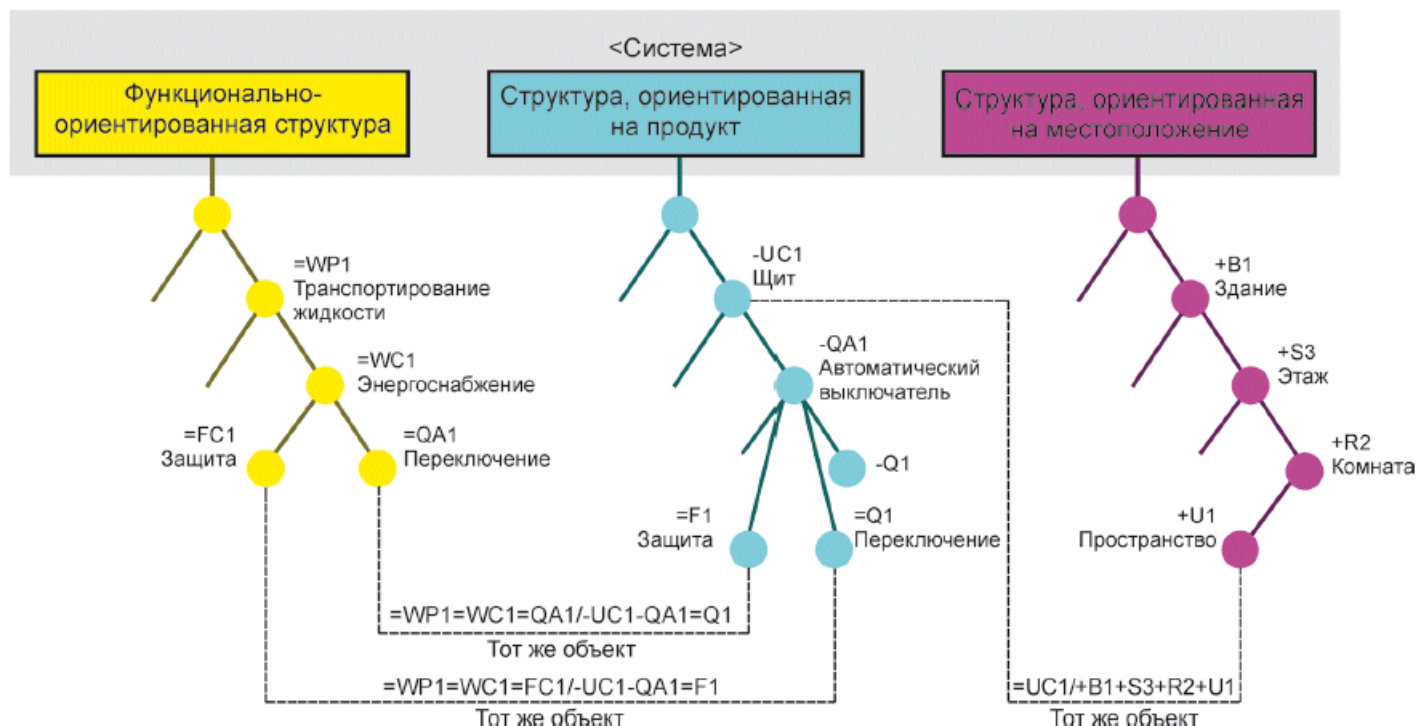 <Система>
Функционально-
ориентированная структура
Структура, ориентированная
на продукт
Структура, ориентированная
на местоположение
=WP1
Транспортирование
жидкости
=WC1
Энергоснабжение
=FC1
Защита
=QA1
Переключение
-UC1
Щит
-QA1
Автоматический
выключатель
-Q1
=F1
Защита
=Q1
Переключение
+B1
Здание
+S3
Этаж
+R2
Комната
+U1
Пространство
=WP1=WC1=QA1/-UC1-QA1=Q1
Тот же объект
=WP1=WC1=FC1/-UC1-QA1=F1
Тот же объект
=UC1/+B1+S3+R2+U1
Тот же объект